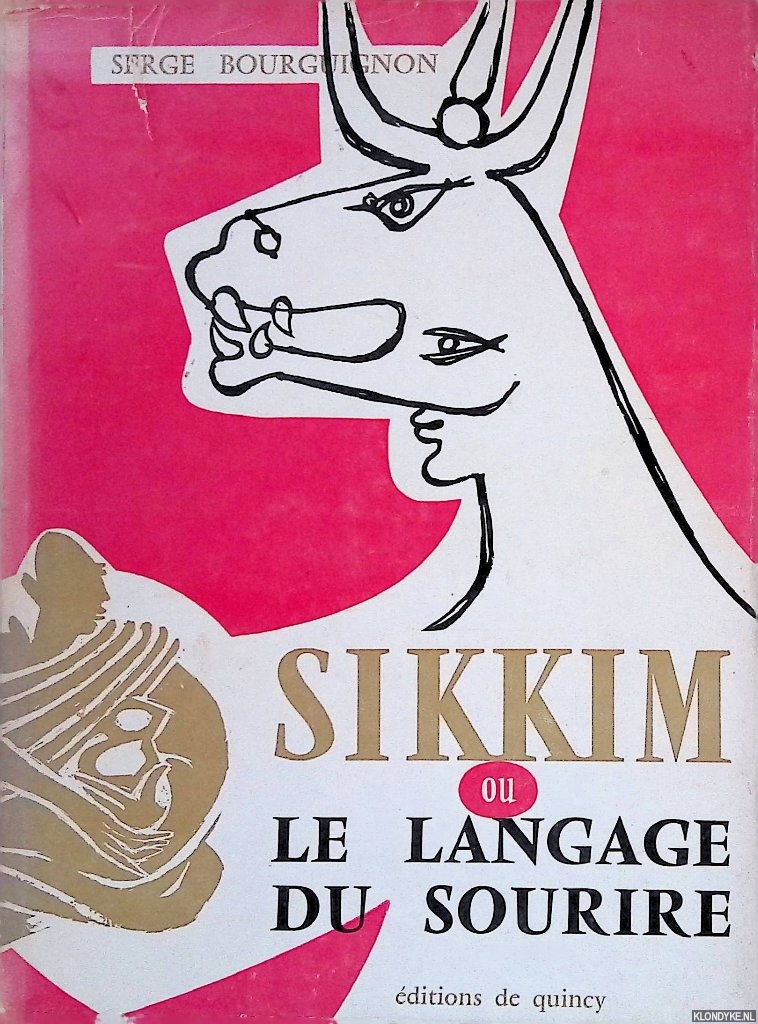 SERGE BOURGUIGNON
SIKKIM
ou
LE LANGAGE
DU SOURIRE
éditions de quincy
KLONDYKE.NL